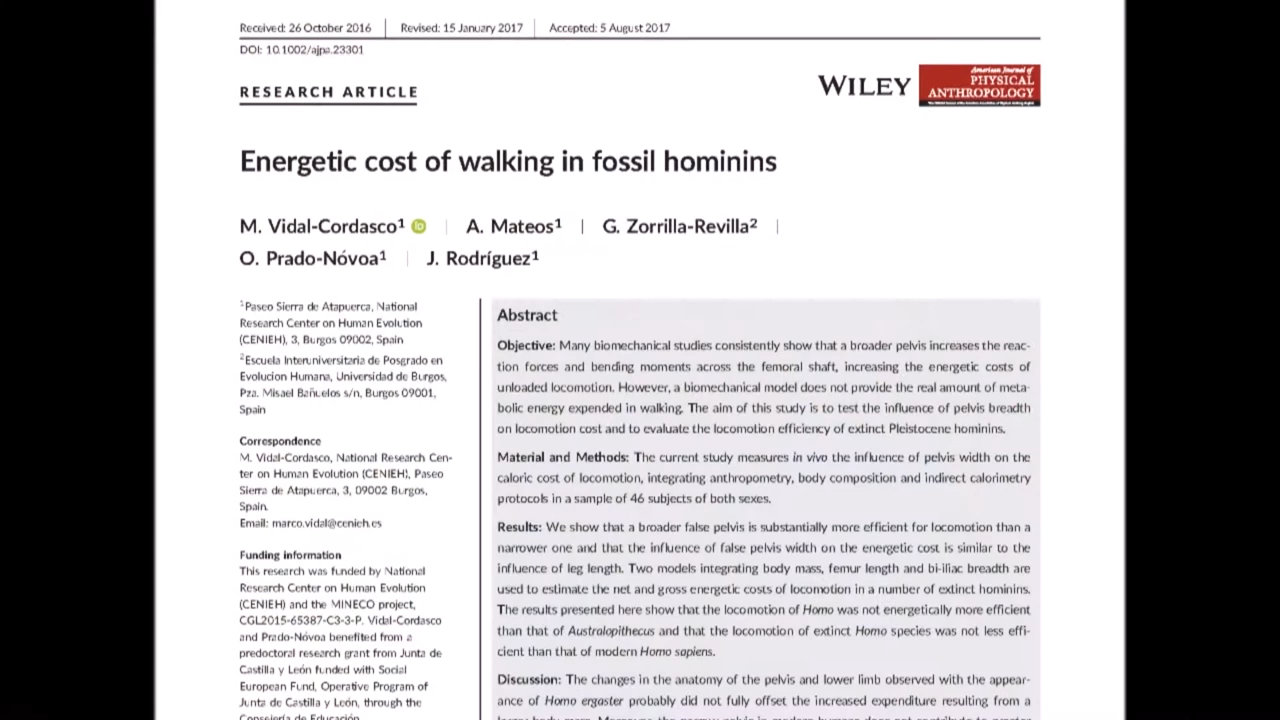 Received: 26 October 2016 | Revised: 15 January 2017 | Accepted: 5 August 2017
DOI: 10.1002/ajpa.23301
RESEARCH ARTICLE
WILEY
American Journal of
PHYSICAL
ANTHROPOLOGY
Energetic cost of walking in fossil hominins
M. Vidal-Cordasco¹ iD | A. Mateos¹ | G. Zorrilla-Revilla² |
O. Prado-Nóvoa¹ | J. Rodríguez¹
¹Paseo Sierra de Atapuerca, National
Research Center on Human Evolution
(CENIEH), 3, Burgos 09002, Spain
²Escuela Interuniversitaria de Posgrado en
Evolucion Humana, Universidad de Burgos,
Pza. Misael Bañuelos s/n, Burgos 09001,
Spain
Correspondence
M. Vidal-Cordasco, National Research Cen-
ter on Human Evolution (CENIEH), Paseo
Sierra de Atapuerca, 3, 09002 Burgos,
Spain.
Email: marco.vidal@cenieh.es
Funding information
This research was funded by National
Research Center on Human Evolution
(CENIEH) and the MINECO project,
CGL2015-65387-C3-3-P. Vidal-Cordasco
and Prado-Nóvoa benefited from a
predoctoral research grant from Junta de
Castilla y León funded with Social
European Fund, Operative Program of
Junta de Castilla y León, through the
Consejería de Educación
Abstract
Objective: Many biomechanical studies consistently show that a broader pelvis increases the reac-
tion forces and bending moments across the femoral shaft, increasing the energetic costs of
unloaded locomotion. However, a biomechanical model does not provide the real amount of meta-
bolic energy expended in walking. The aim of this study is to test the influence of pelvis breadth
on locomotion cost and to evaluate the locomotion efficiency of extinct Pleistocene hominins.
Material and Methods: The current study measures in vivo the influence of pelvis width on the
caloric cost of locomotion, integrating anthropometry, body composition and indirect calorimetry
protocols in a sample of 46 subjects of both sexes.
Results: We show that a broader false pelvis is substantially more efficient for locomotion than a
narrower one and that the influence of false pelvis width on the energetic cost is similar to the
influence of leg length. Two models integrating body mass, femur length and bi-iliac breadth are
used to estimate the net and gross energetic costs of locomotion in a number of extinct hominins.
The results presented here show that the locomotion of Homo was not energetically more efficient
than that of Australopithecus and that the locomotion of extinct Homo species was not less effi-
cient than that of modern Homo sapiens.
Discussion: The changes in the anatomy of the pelvis and lower limb observed with the appear-
ance of Homo ergaster probably did not fully offset the increased expenditure resulting from a